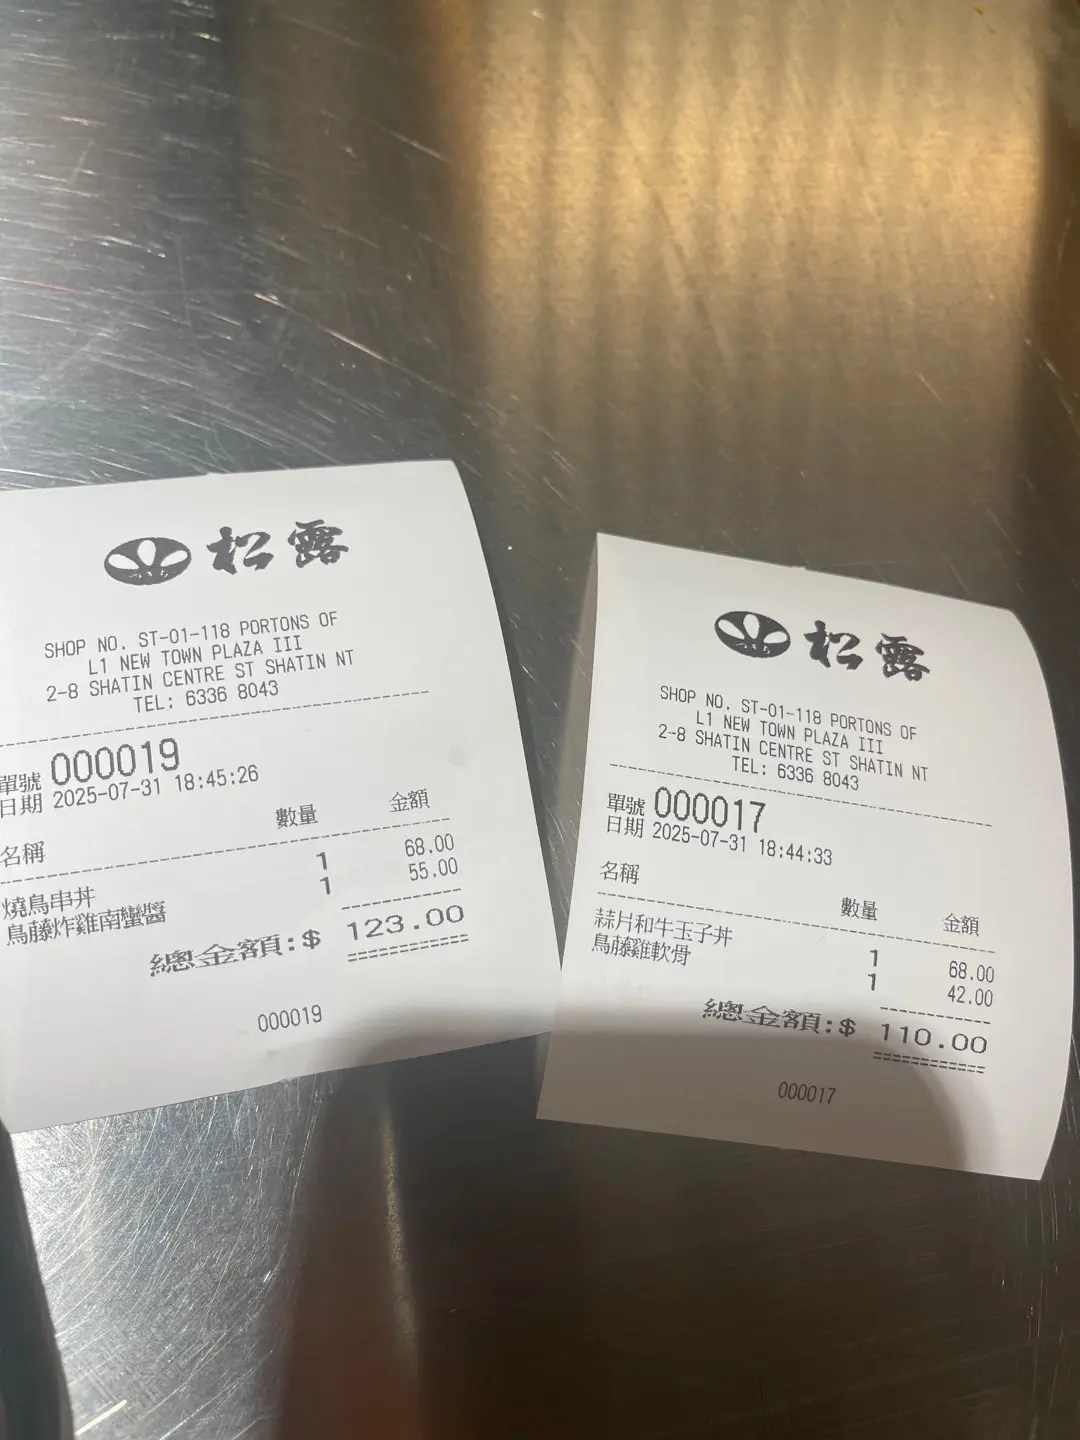 松露
SHOP NO. ST-01-118 PORTONS OF
L1 NEW TOWN PLAZA III
2-8 SHATIN CENTRE ST SHATIN NT
TEL: 6336 8043
單號 000019
日期 2025-07-31 18:45:26
名稱 數量 金額
燒鳥串丼 1 68.00
鳥藤炸雞南蠻醬 1 55.00
總金額:$ 123.00
000019
松露
SHOP NO. ST-01-118 PORTONS OF
L1 NEW TOWN PLAZA III
2-8 SHATIN CENTRE ST SHATIN NT
TEL: 6336 8043
單號 000017
日期 2025-07-31 18:44:33
名稱 數量 金額
蒜片和牛玉子丼 1 68.00
鳥藤雞軟骨 1 42.00
總金額:$ 110.00
000017